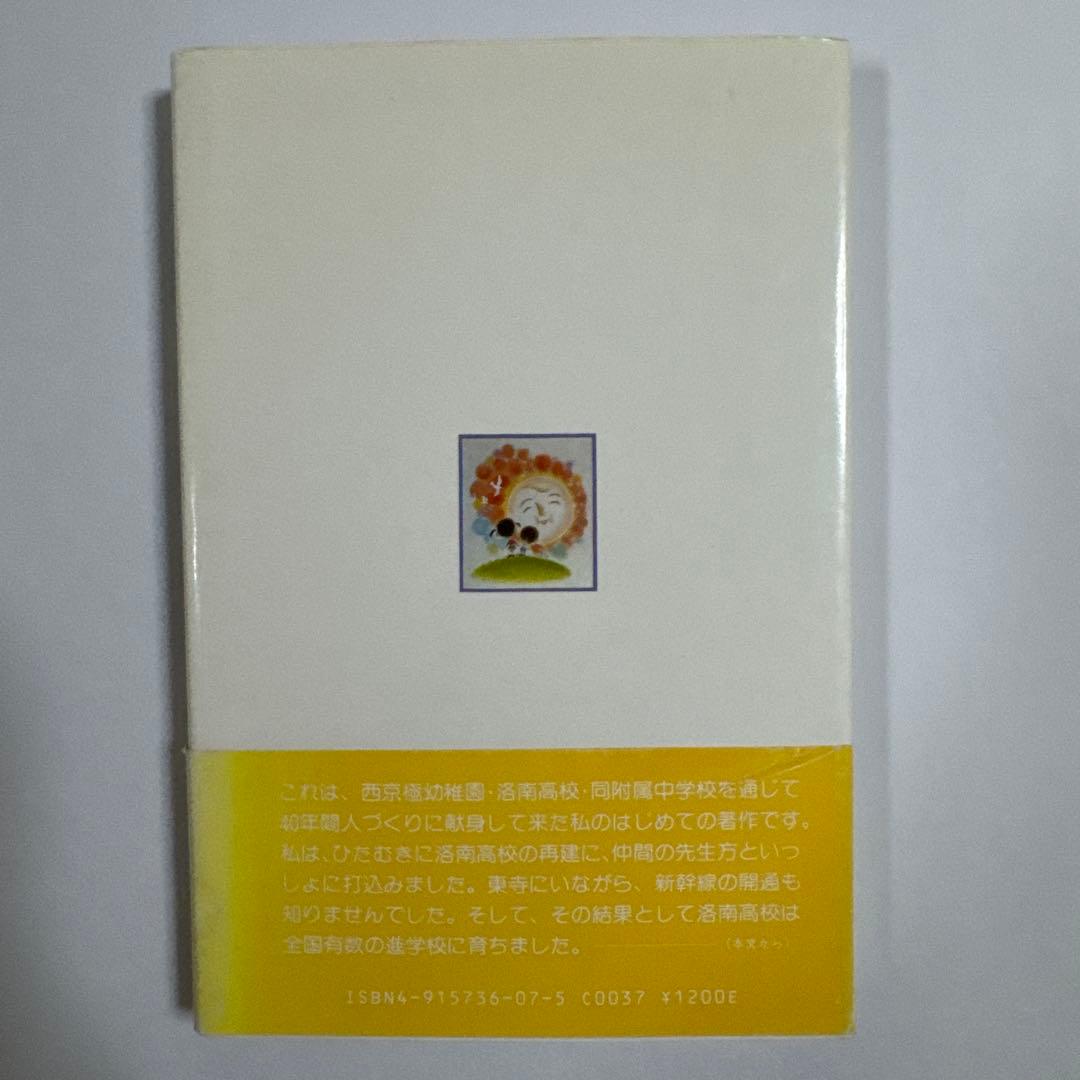 これは、西京極幼稚園・洛南高校・同附属中学校を通じて
40年間人づくりに献身して来た私のはじめての著作です。
私は、ひたむきに洛南高校の再建に、仲間の先生方といっ
しょに打込みました。東寺にいながら、新幹線の開通も
知りませんでした。そして、その結果として洛南高校は
全国有数の進学校に育ちました。
ISBN4-915736-07-5 C0037 ¥1200E